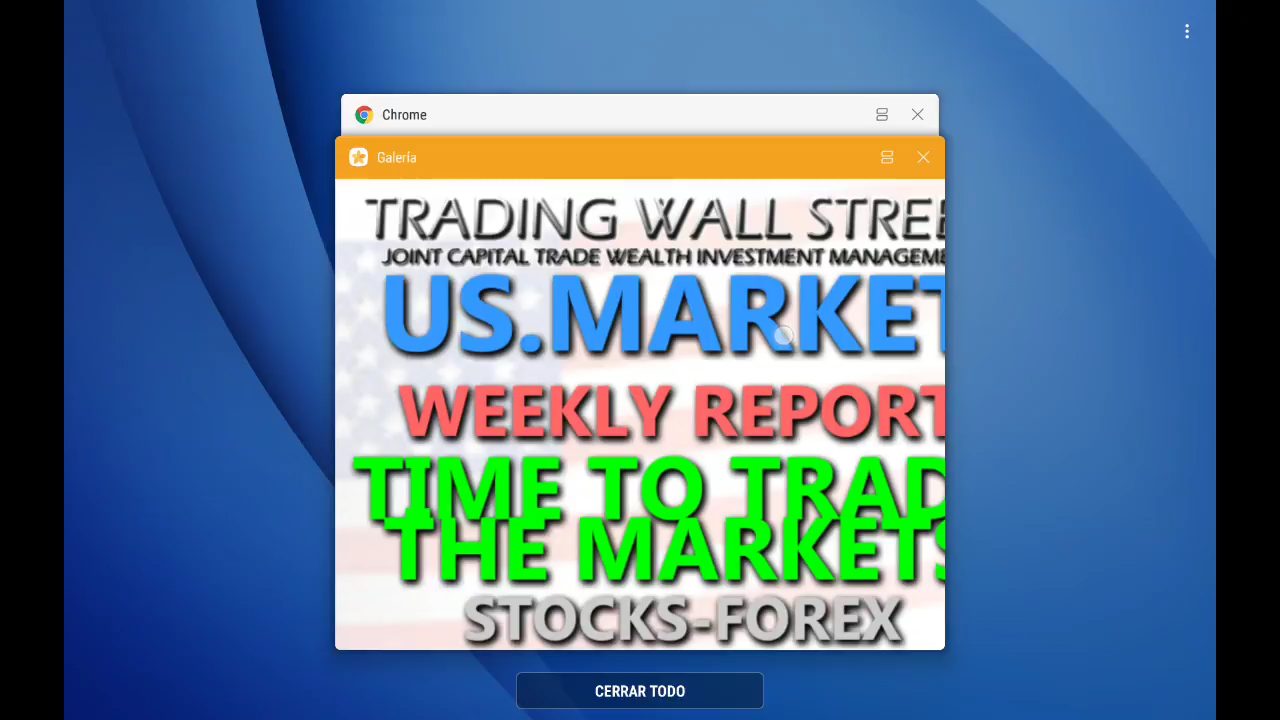 Chrome
Galería
TRADING WALL STREE
JOINT CAPITAL TRADE WEALTH INVESTMENT MANAGEME
US.MARKET
WEEKLY REPORT
TIME TO TRAD
THE MARKETS
STOCKS-FOREX
CERRAR TODO